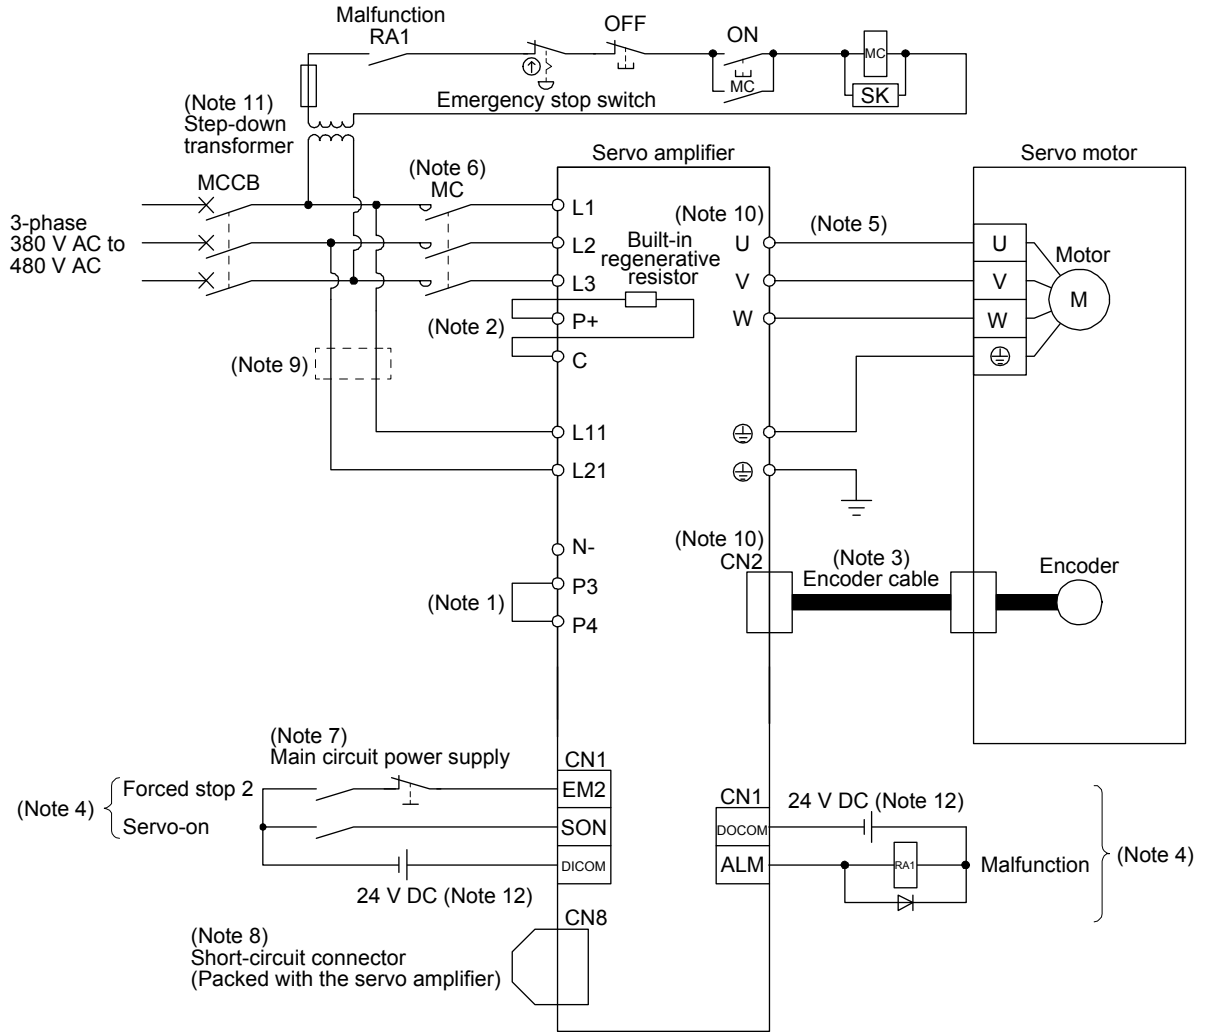 Malfunction
RA1
OFF
ON
MC
MC
SK
Emergency stop switch
(Note 11)
Step-down
transformer
MCCB
(Note 6)
MC
3-phase
380 V AC to
480 V AC
Servo amplifier
Servo motor
L1
L2
L3
P+
C
L11
L21
N-
P3
P4
(Note 10)
U
V
W
Built-in
regenerative
resistor
(Note 5)
U
V
W
Motor
M
(Note 2)
(Note 9)
(Note 1)
(Note 10)
CN2
(Note 3)
Encoder cable
Encoder
(Note 7)
Main circuit power supply
(Note 4)
Forced stop 2
Servo-on
CN1
EM2
SON
DICOM
24 V DC (Note 12)
CN1
DOCOM
ALM
24 V DC (Note 12)
RA1
Malfunction
(Note 4)
CN8
(Note 8)
Short-circuit connector
(Packed with the servo amplifier)